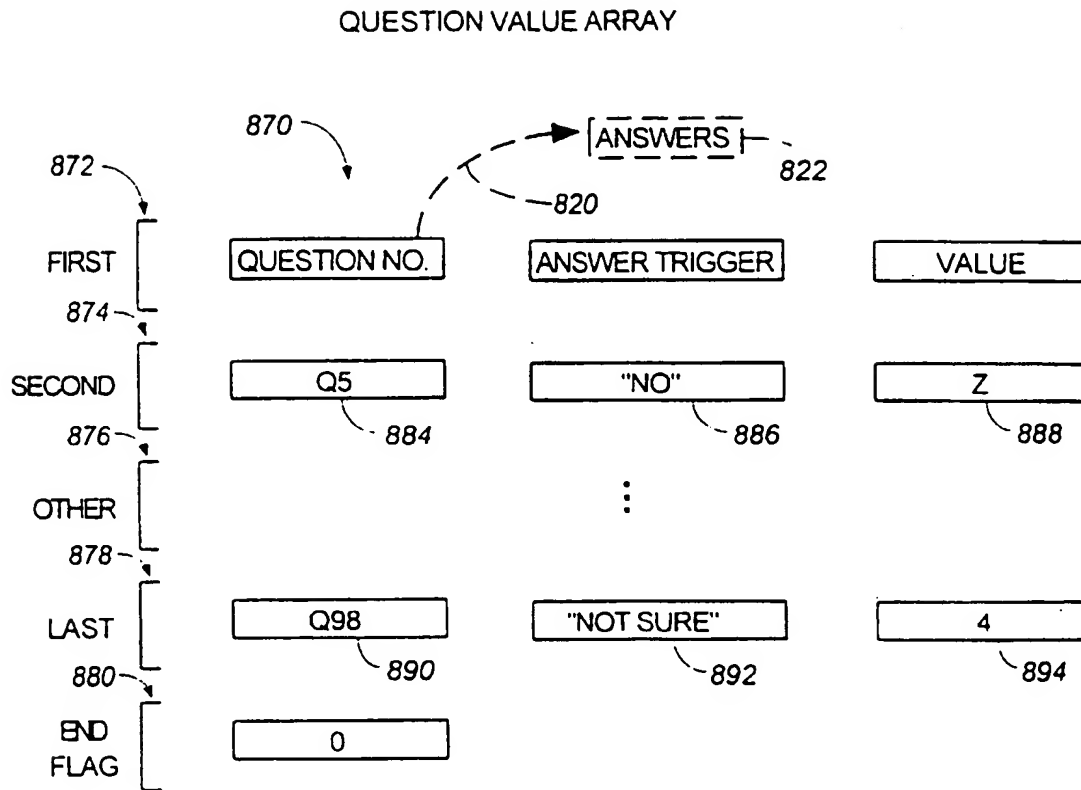 QUESTION VALUE ARRAY
870
ANSWERS
872
820
822
FIRST
QUESTION NO.
ANSWER TRIGGER
VALUE
874
SECOND
Q5
"NO"
Z
884
886
888
876
OTHER
⋮
878
LAST
Q98
"NOT SURE"
4
890
892
894
880
END
FLAG
0